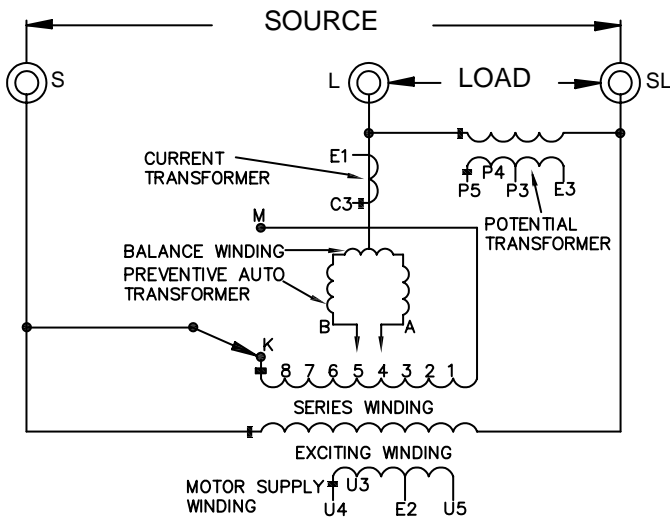 SOURCE
S
L
LOAD
SL
E1
CURRENT
TRANSFORMER
C3
P5
P4
P3
E3
POTENTIAL
TRANSFORMER
M
BALANCE WINDING
PREVENTIVE AUTO
TRANSFORMER
B
A
K
8 7 6 5 4 3 2 1
SERIES WINDING
EXCITING WINDING
MOTOR SUPPLY
WINDING
U3
U4
E2
U5